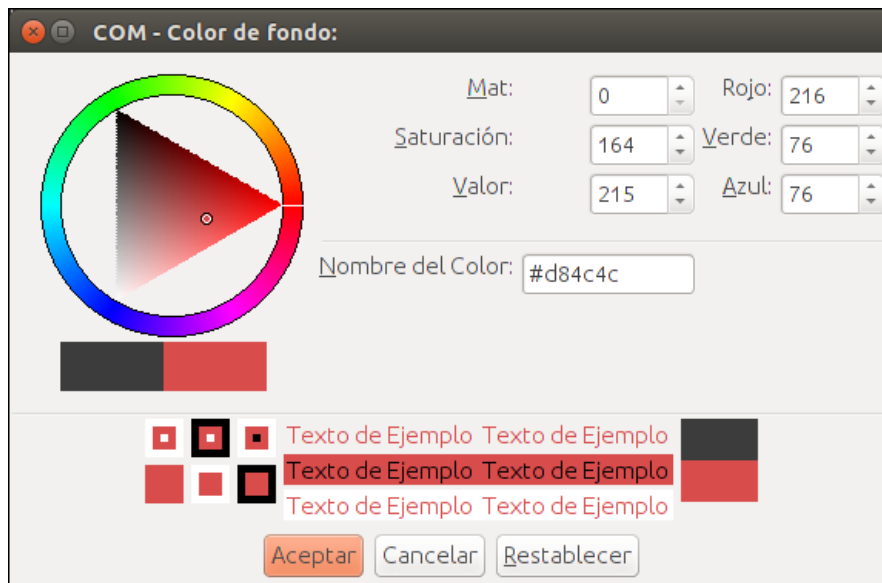 COM - Color de fondo:
Mat: 0 Rojo: 216
Saturación: 164 Verde: 76
Valor: 215 Azul: 76
Nombre del Color: #d84c4c
Texto de Ejemplo Texto de Ejemplo
Texto de Ejemplo Texto de Ejemplo
Texto de Ejemplo Texto de Ejemplo
Aceptar Cancelar Restablecer